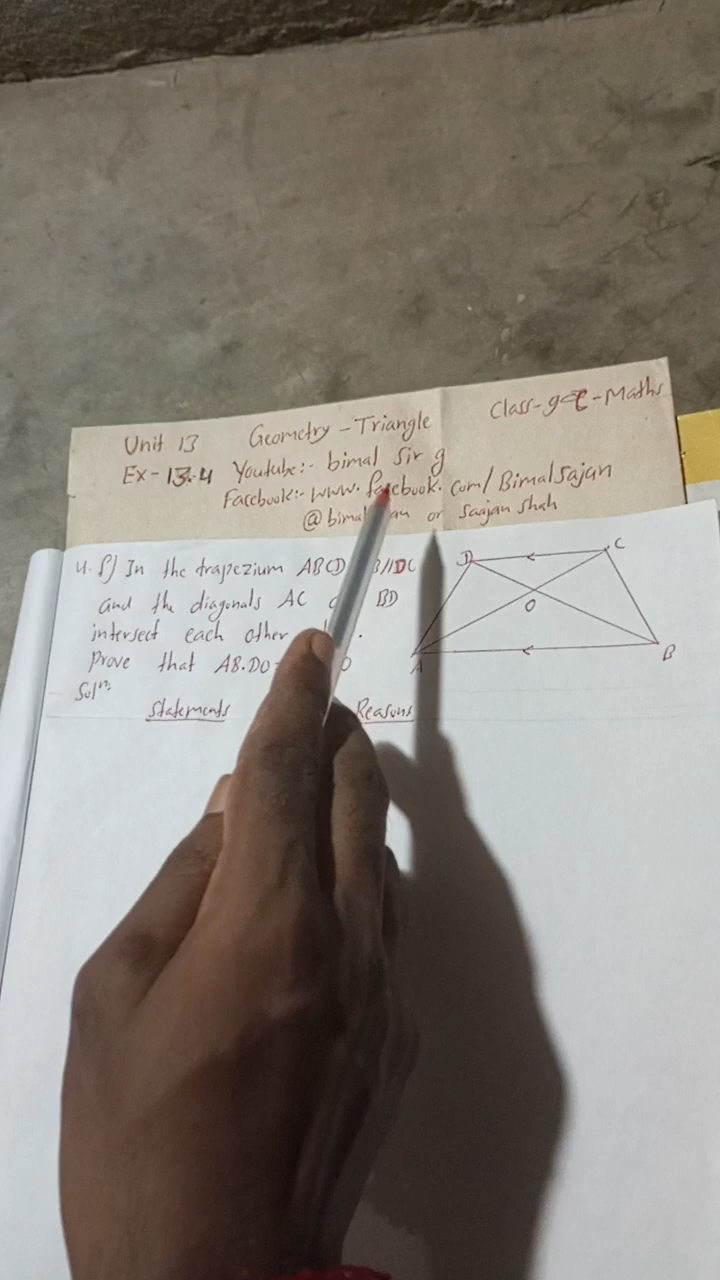 Unit 13 Geometry - Triangle Class-9 - Maths
Ex - 13.4 Youtube:- bimal sir g
Facebook:- www.facebook.com/Bimalsajan
or Saajan Shah
4. f) In the trapezium ABCD B//DC
and the diagonals AC BD
intersect each other .
Prove that AB.DO
Solⁿ
Statements Reasons
D C
O
A B